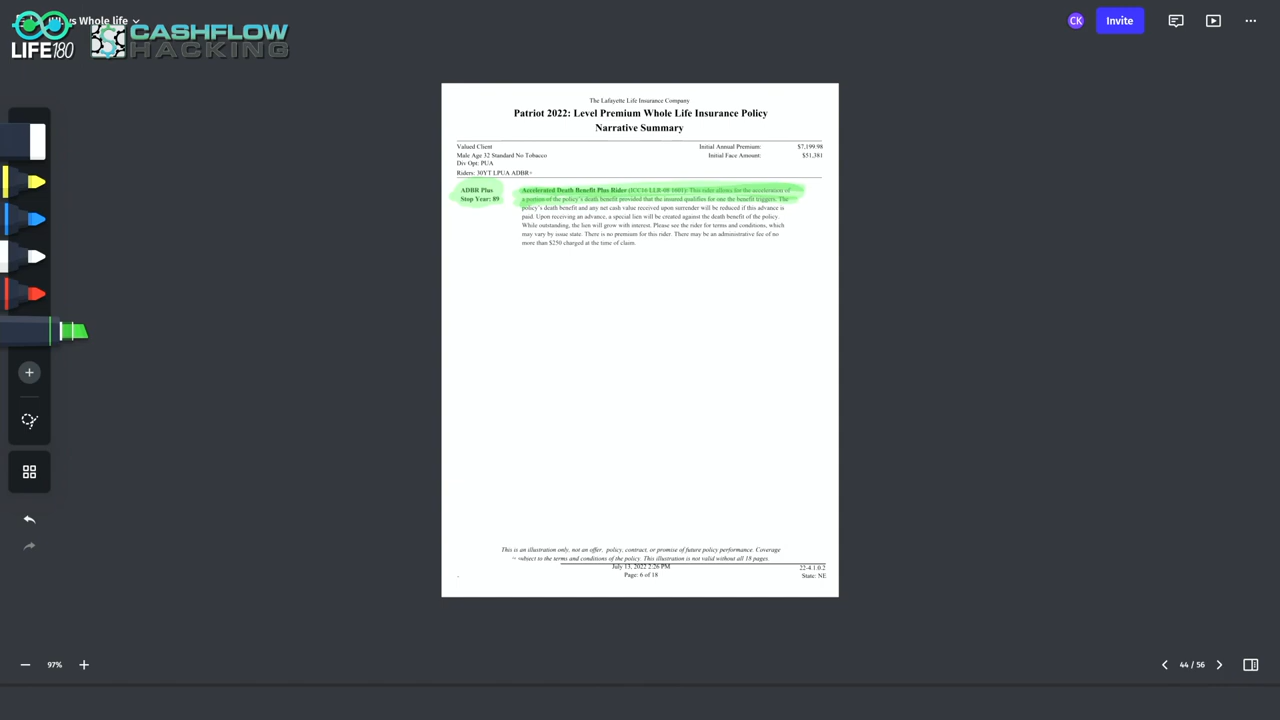 ys Whole life
LIFE180
CASHFLOW
HACKING
CK
Invite
The Lafayette Life Insurance Company
Patriot 2022: Level Premium Whole Life Insurance Policy
Narrative Summary
Valued Client
Male Age 32 Standard No Tobacco
Div Opt: PUA
Riders: 30YT LPUA ADBR+
Initial Annual Premium: $7,199.98
Initial Face Amount: $51,381
ADBR Plus
Stop Year: 89
Accelerated Death Benefit Plus Rider (ICC16 LLR-08 1601): This rider allows for the acceleration of
a portion of the policy's death benefit provided that the insured qualifies for one the benefit triggers. The
policy's death benefit and any net cash value received upon surrender will be reduced if this advance is
paid. Upon receiving an advance, a special lien will be created against the death benefit of the policy.
While outstanding, the lien will grow with interest. Please see the rider for terms and conditions, which
may vary by issue state. There is no premium for this rider. There may be an administrative fee of no
more than $250 charged at the time of claim.
This is an illustration only, not an offer, policy, contract, or promise of future policy performance. Coverage
subject to the terms and conditions of the policy. This illustration is not valid without all 18 pages.
July 13, 2022 2:26 PM
Page: 6 of 18
22-4.1.0.2
State: NE
97%
44 / 56